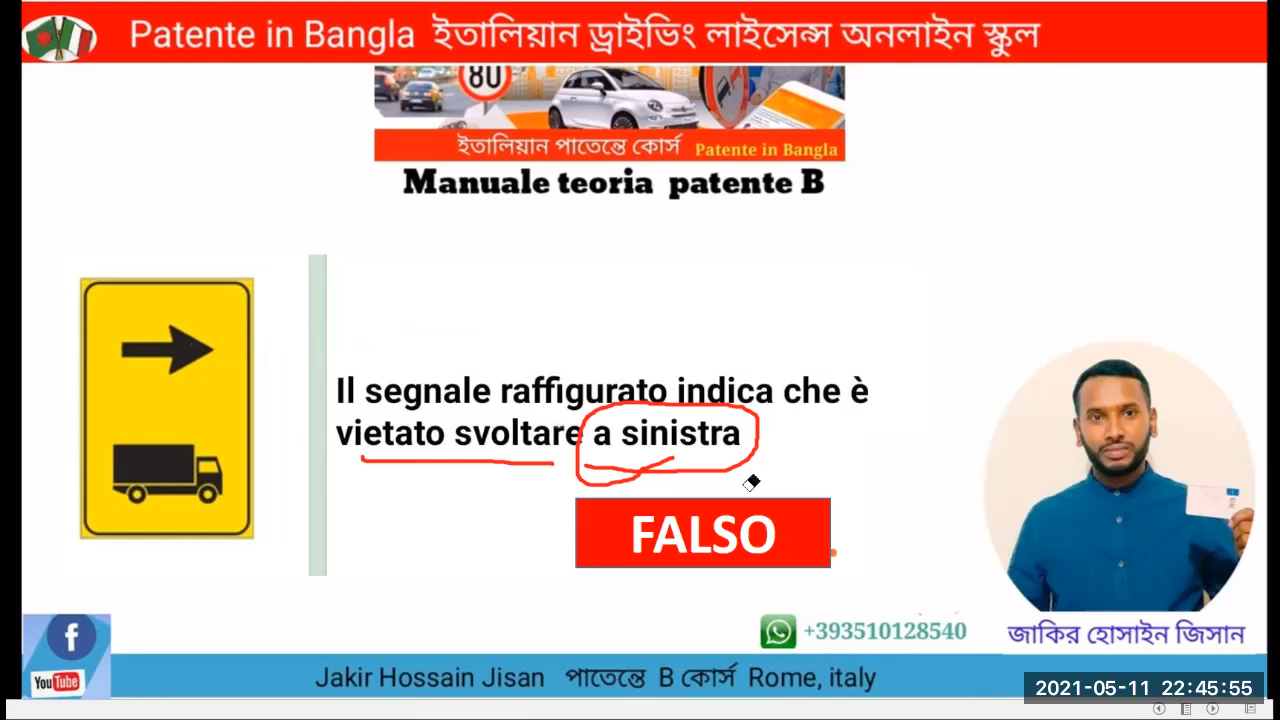 Patente in Bangla ইতালিয়ান ড্রাইভিং লাইসেন্স অনলাইন স্কুল
80
ইতালিয়ান পাতেন্তে কোর্স Patente in Bangla
Manuale teoria patente B
Il segnale raffigurato indica che è
vietato svoltare a sinistra
FALSO
+393510128540
জাকির হোসাইন জিসান
f
YouTube
Jakir Hossain Jisan পাতেন্তে B কোর্স Rome, italy
2021-05-11 22:45:55